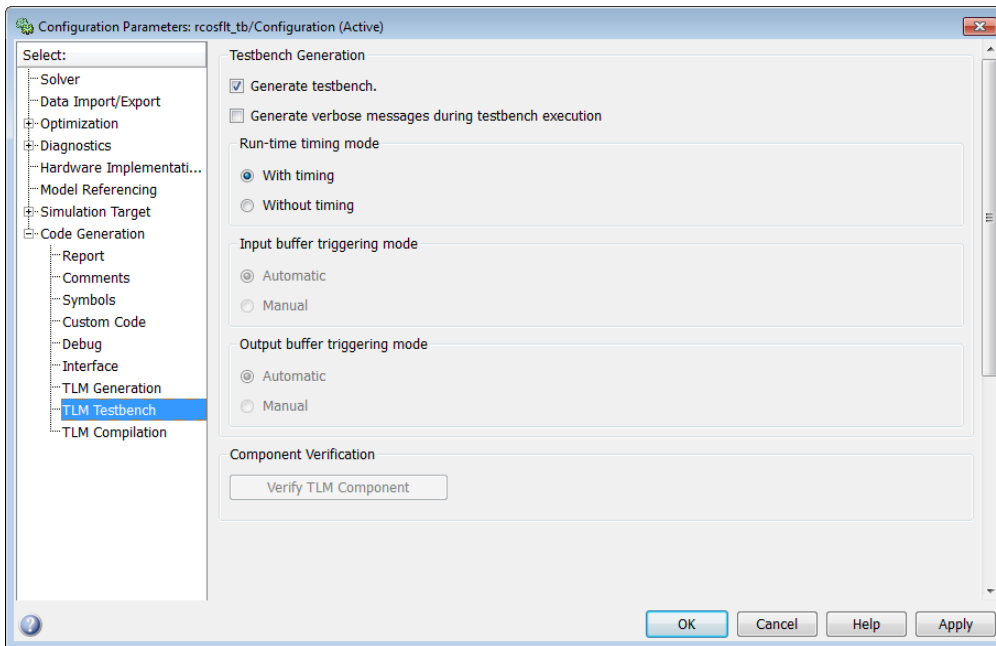 Configuration Parameters: rcosflt_tb/Configuration (Active)
Select:
Solver
Data Import/Export
Optimization
Diagnostics
Hardware Implementati...
Model Referencing
Simulation Target
Code Generation
Report
Comments
Symbols
Custom Code
Debug
Interface
TLM Generation
TLM Testbench
TLM Compilation
Testbench Generation
Generate testbench.
Generate verbose messages during testbench execution
Run-time timing mode
With timing
Without timing
Input buffer triggering mode
Automatic
Manual
Output buffer triggering mode
Automatic
Manual
Component Verification
Verify TLM Component
OK
Cancel
Help
Apply